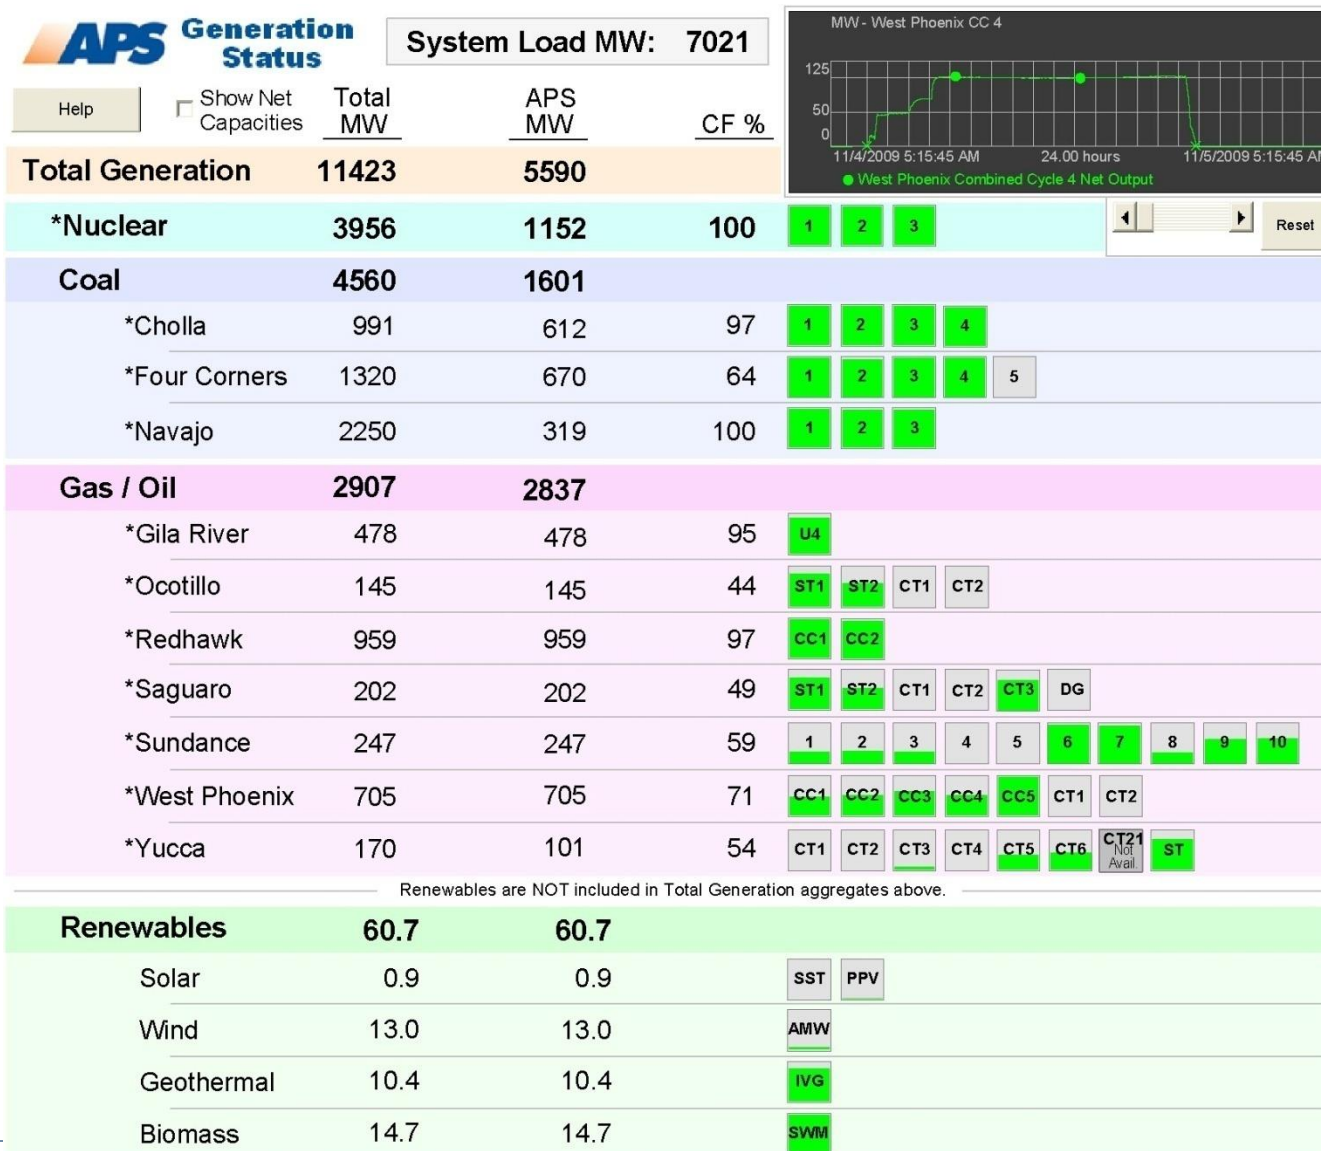 APS Generation Status
System Load MW: 7021
Help
Show Net Capacities
Total MW
APS MW
CF %
MW - West Phoenix CC 4
125
50
0
11/4/2009 5:15:45 AM 24.00 hours 11/5/2009 5:15:45 AM
West Phoenix Combined Cycle 4 Net Output
Reset
Total Generation 11423 5590
*Nuclear 3956 1152 100 1 2 3
Coal 4560 1601
*Cholla 991 612 97 1 2 3 4
*Four Corners 1320 670 64 1 2 3 4 5
*Navajo 2250 319 100 1 2 3
Gas / Oil 2907 2837
*Gila River 478 478 95 U4
*Ocotillo 145 145 44 ST1 ST2 CT1 CT2
*Redhawk 959 959 97 CC1 CC2
*Saguaro 202 202 49 ST1 ST2 CT1 CT2 CT3 DG
*Sundance 247 247 59 1 2 3 4 5 6 7 8 9 10
*West Phoenix 705 705 71 CC1 CC2 CC3 CC4 CC5 CT1 CT2
*Yucca 170 101 54 CT1 CT2 CT3 CT4 CT5 CT6 CT21 Not Avail. ST
Renewables are NOT included in Total Generation aggregates above.
Renewables 60.7 60.7
Solar 0.9 0.9 SST PPV
Wind 13.0 13.0 AMW
Geothermal 10.4 10.4 IVG
Biomass 14.7 14.7 SWM